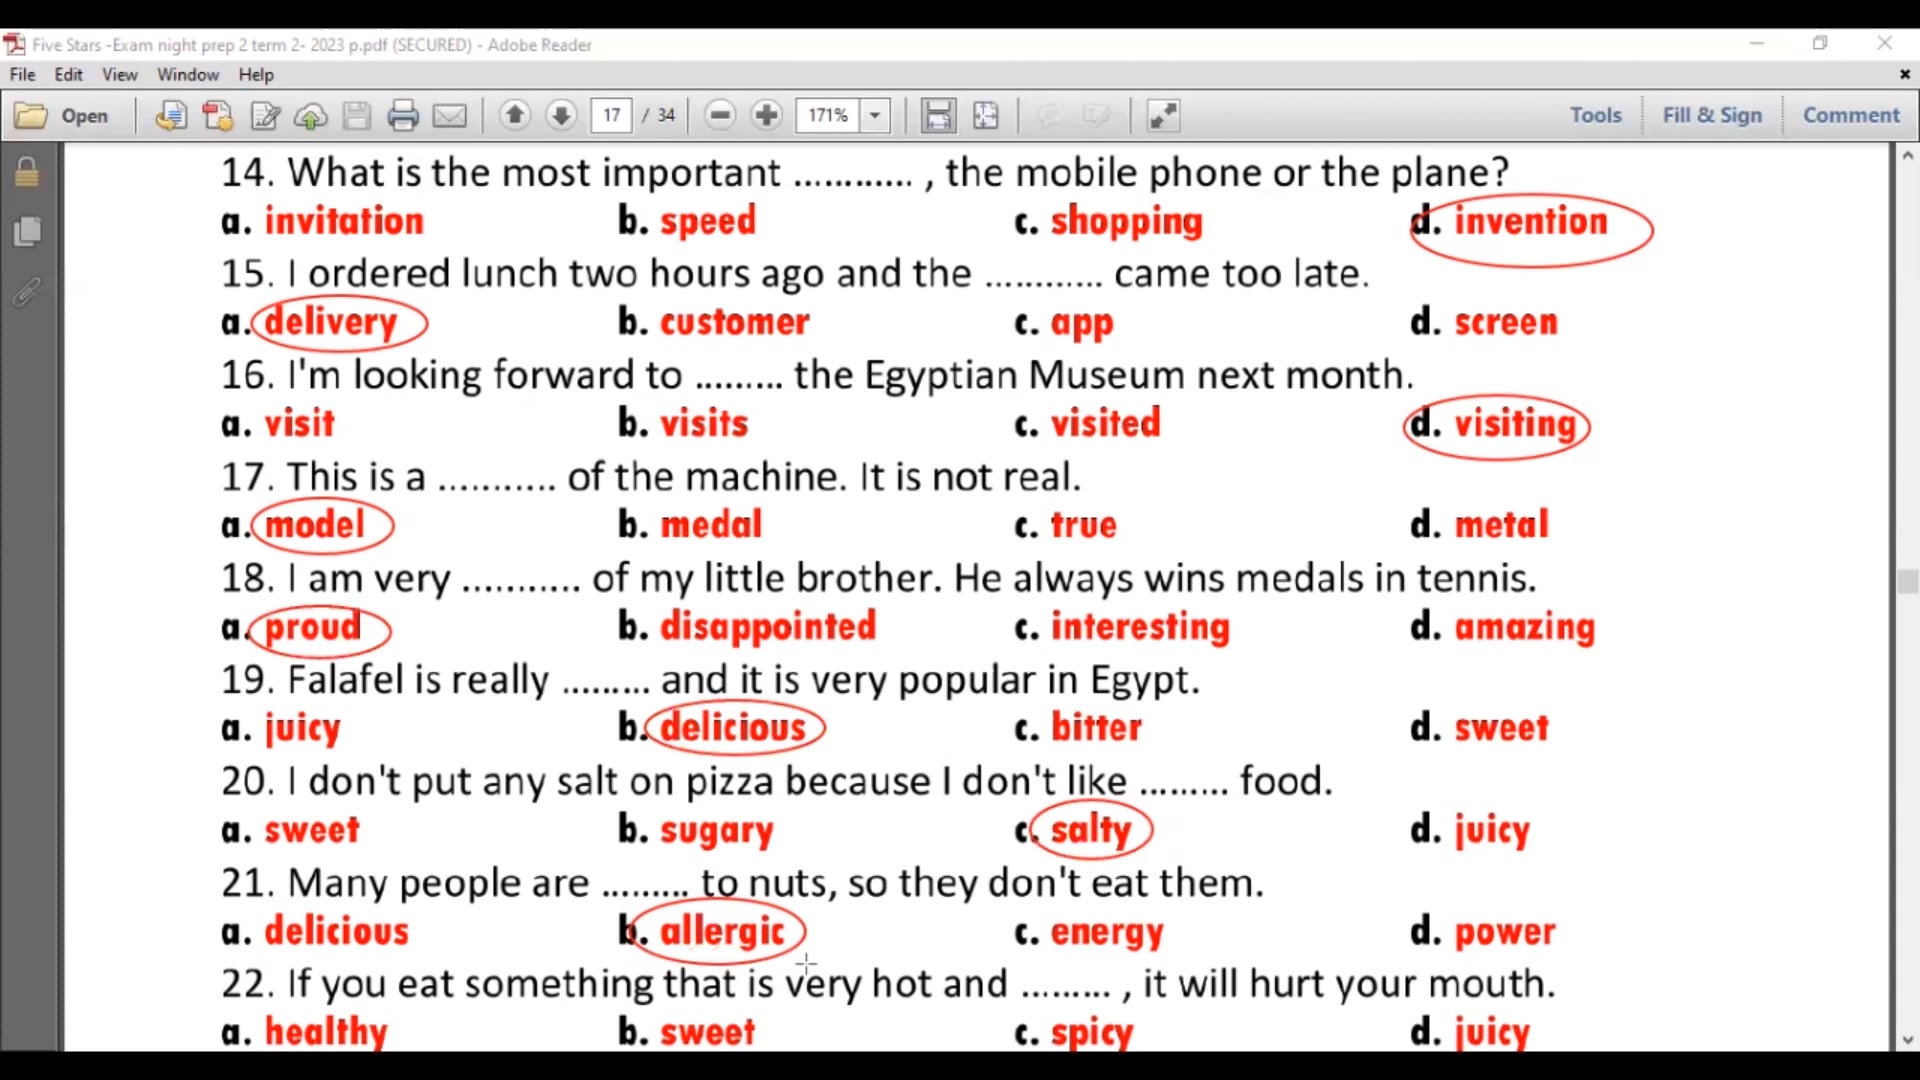 Five Stars -Exam night prep 2 term 2- 2023 p.pdf (SECURED) - Adobe Reader
File Edit View Window Help
Open 17 / 34 171% Tools Fill & Sign Comment
14. What is the most important ............ , the mobile phone or the plane?
a. invitation b. speed c. shopping d. invention
15. I ordered lunch two hours ago and the ............ came too late.
a. delivery b. customer c. app d. screen
16. I'm looking forward to ......... the Egyptian Museum next month.
a. visit b. visits c. visited d. visiting
17. This is a ........... of the machine. It is not real.
a. model b. medal c. true d. metal
18. I am very ........... of my little brother. He always wins medals in tennis.
a. proud b. disappointed c. interesting d. amazing
19. Falafel is really ......... and it is very popular in Egypt.
a. juicy b. delicious c. bitter d. sweet
20. I don't put any salt on pizza because I don't like ......... food.
a. sweet b. sugary c. salty d. juicy
21. Many people are ......... to nuts, so they don't eat them.
a. delicious b. allergic c. energy d. power
22. If you eat something that is very hot and ......... , it will hurt your mouth.
a. healthy b. sweet c. spicy d. juicy